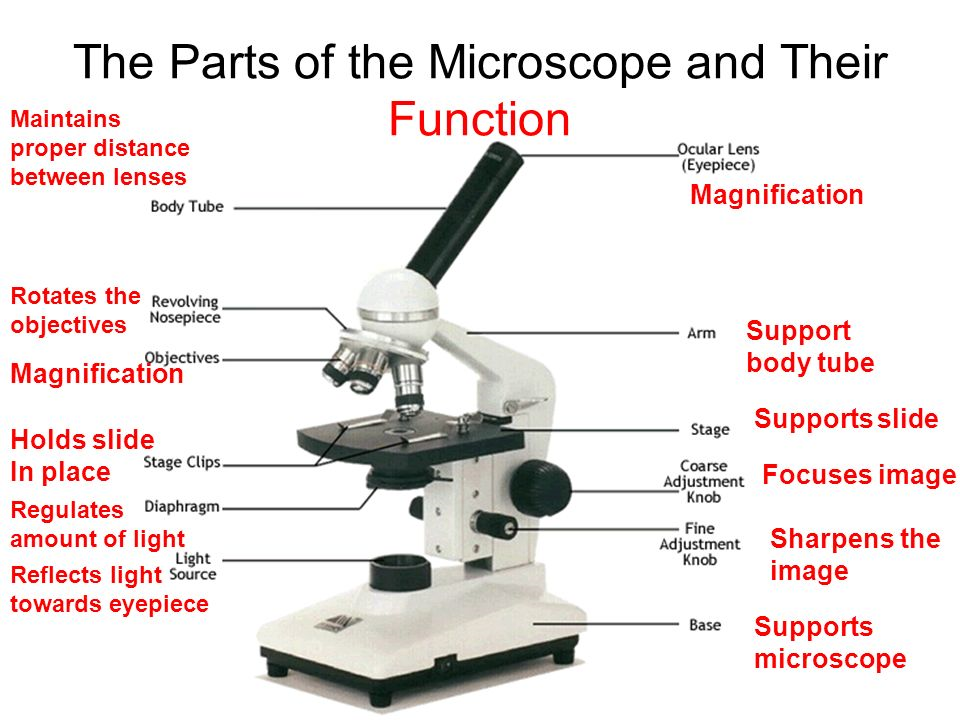 The Parts of the Microscope and Their
Function
Maintains
proper distance
between lenses
Body Tube
Ocular Lens
(Eyepiece)
Magnification
Rotates the
objectives
Revolving
Nosepiece
Arm
Support
body tube
Objectives
Magnification
Stage
Supports slide
Holds slide
In place
Stage Clips
Coarse
Adjustment
Knob
Focuses image
Regulates
amount of light
Diaphragm
Fine
Adjustment
Knob
Sharpens the
image
Light
Source
Reflects light
towards eyepiece
Base
Supports
microscope